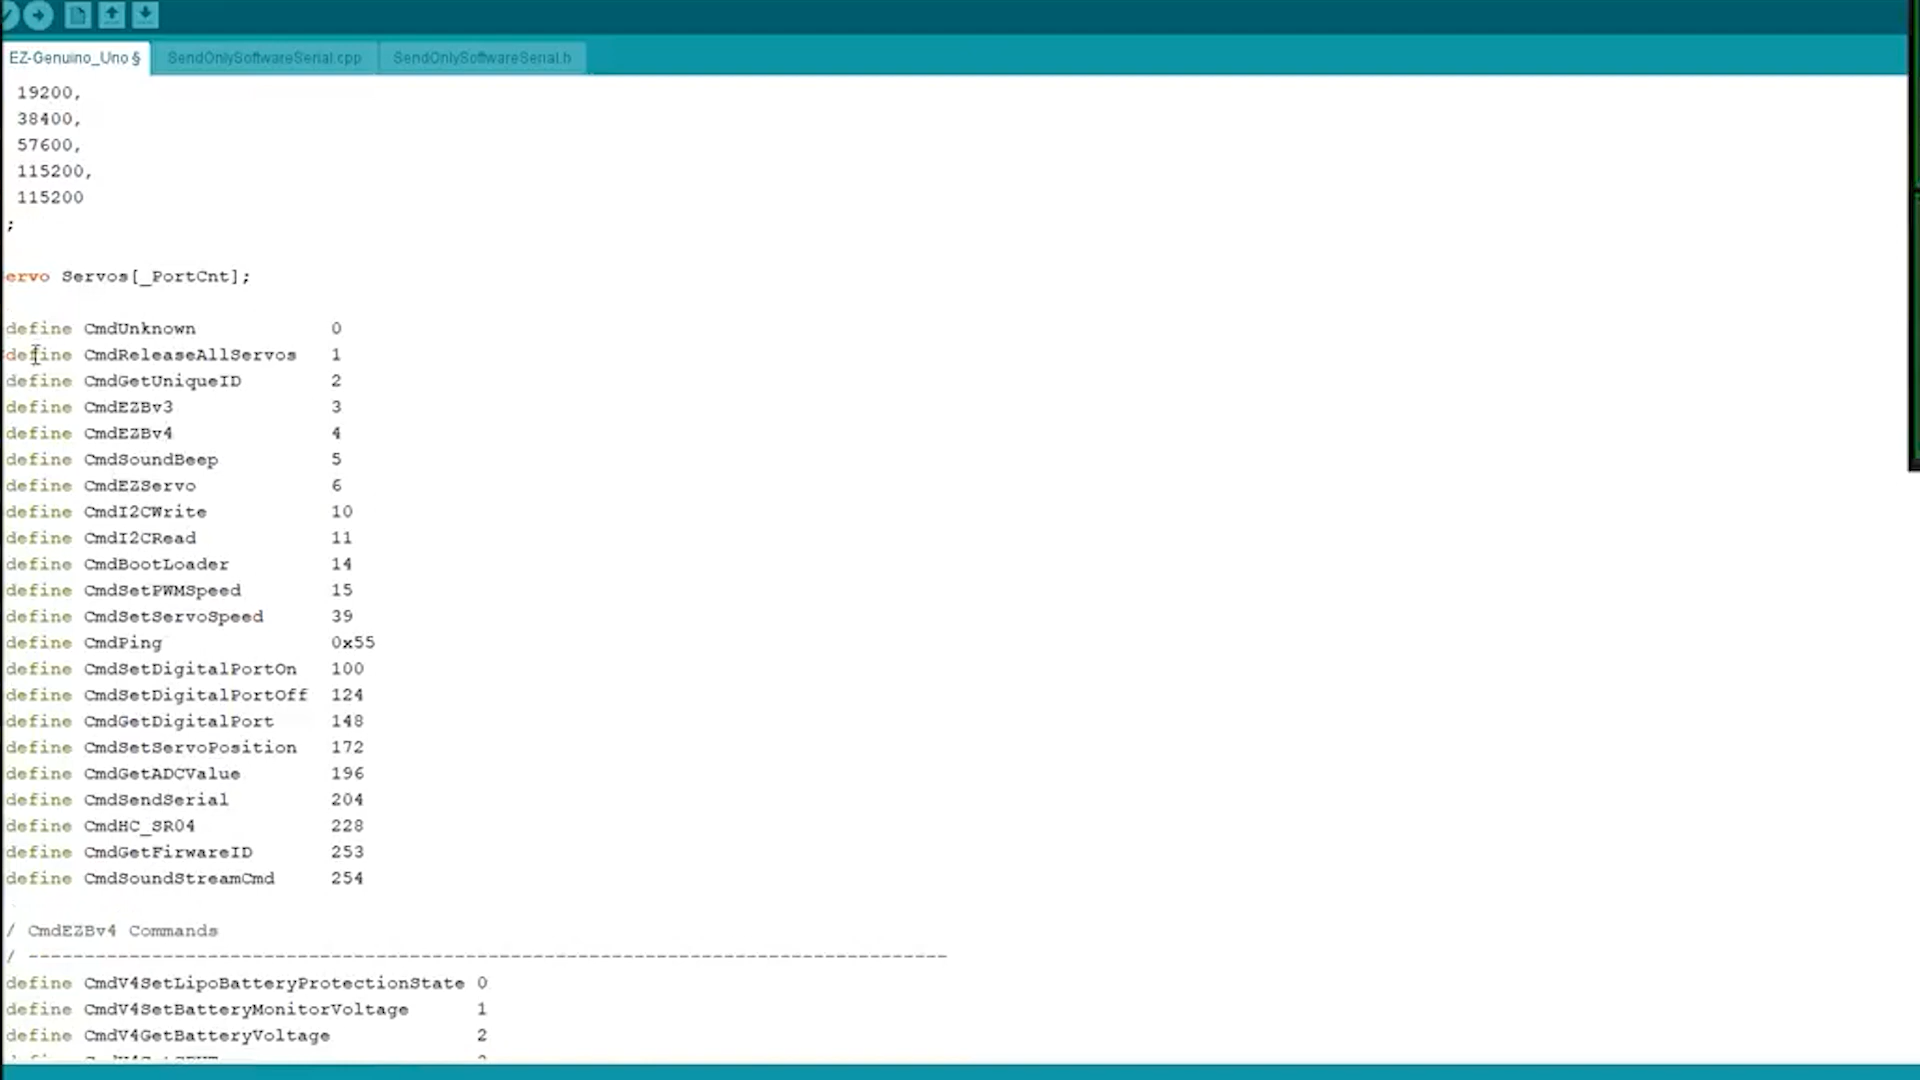 EZ-Genuino_Uno §
SendOnlySoftwareSerial.cpp
SendOnlySoftwareSerial.h
19200,
38400,
57600,
115200,
115200
;
ervo Servos[_PortCnt];
define CmdUnknown 0
define CmdReleaseAllServos 1
define CmdGetUniqueID 2
define CmdEZBv3 3
define CmdEZBv4 4
define CmdSoundBeep 5
define CmdEZServo 6
define CmdI2CWrite 10
define CmdI2CRead 11
define CmdBootLoader 14
define CmdSetPWMSpeed 15
define CmdSetServoSpeed 39
define CmdPing 0x55
define CmdSetDigitalPortOn 100
define CmdSetDigitalPortOff 124
define CmdGetDigitalPort 148
define CmdSetServoPosition 172
define CmdGetADCValue 196
define CmdSendSerial 204
define CmdHC_SR04 228
define CmdGetFirwareID 253
define CmdSoundStreamCmd 254
/ CmdEZBv4 Commands
/ ----------------------------------------------------------------------------------
define CmdV4SetLipoBatteryProtectionState 0
define CmdV4SetBatteryMonitorVoltage 1
define CmdV4GetBatteryVoltage 2